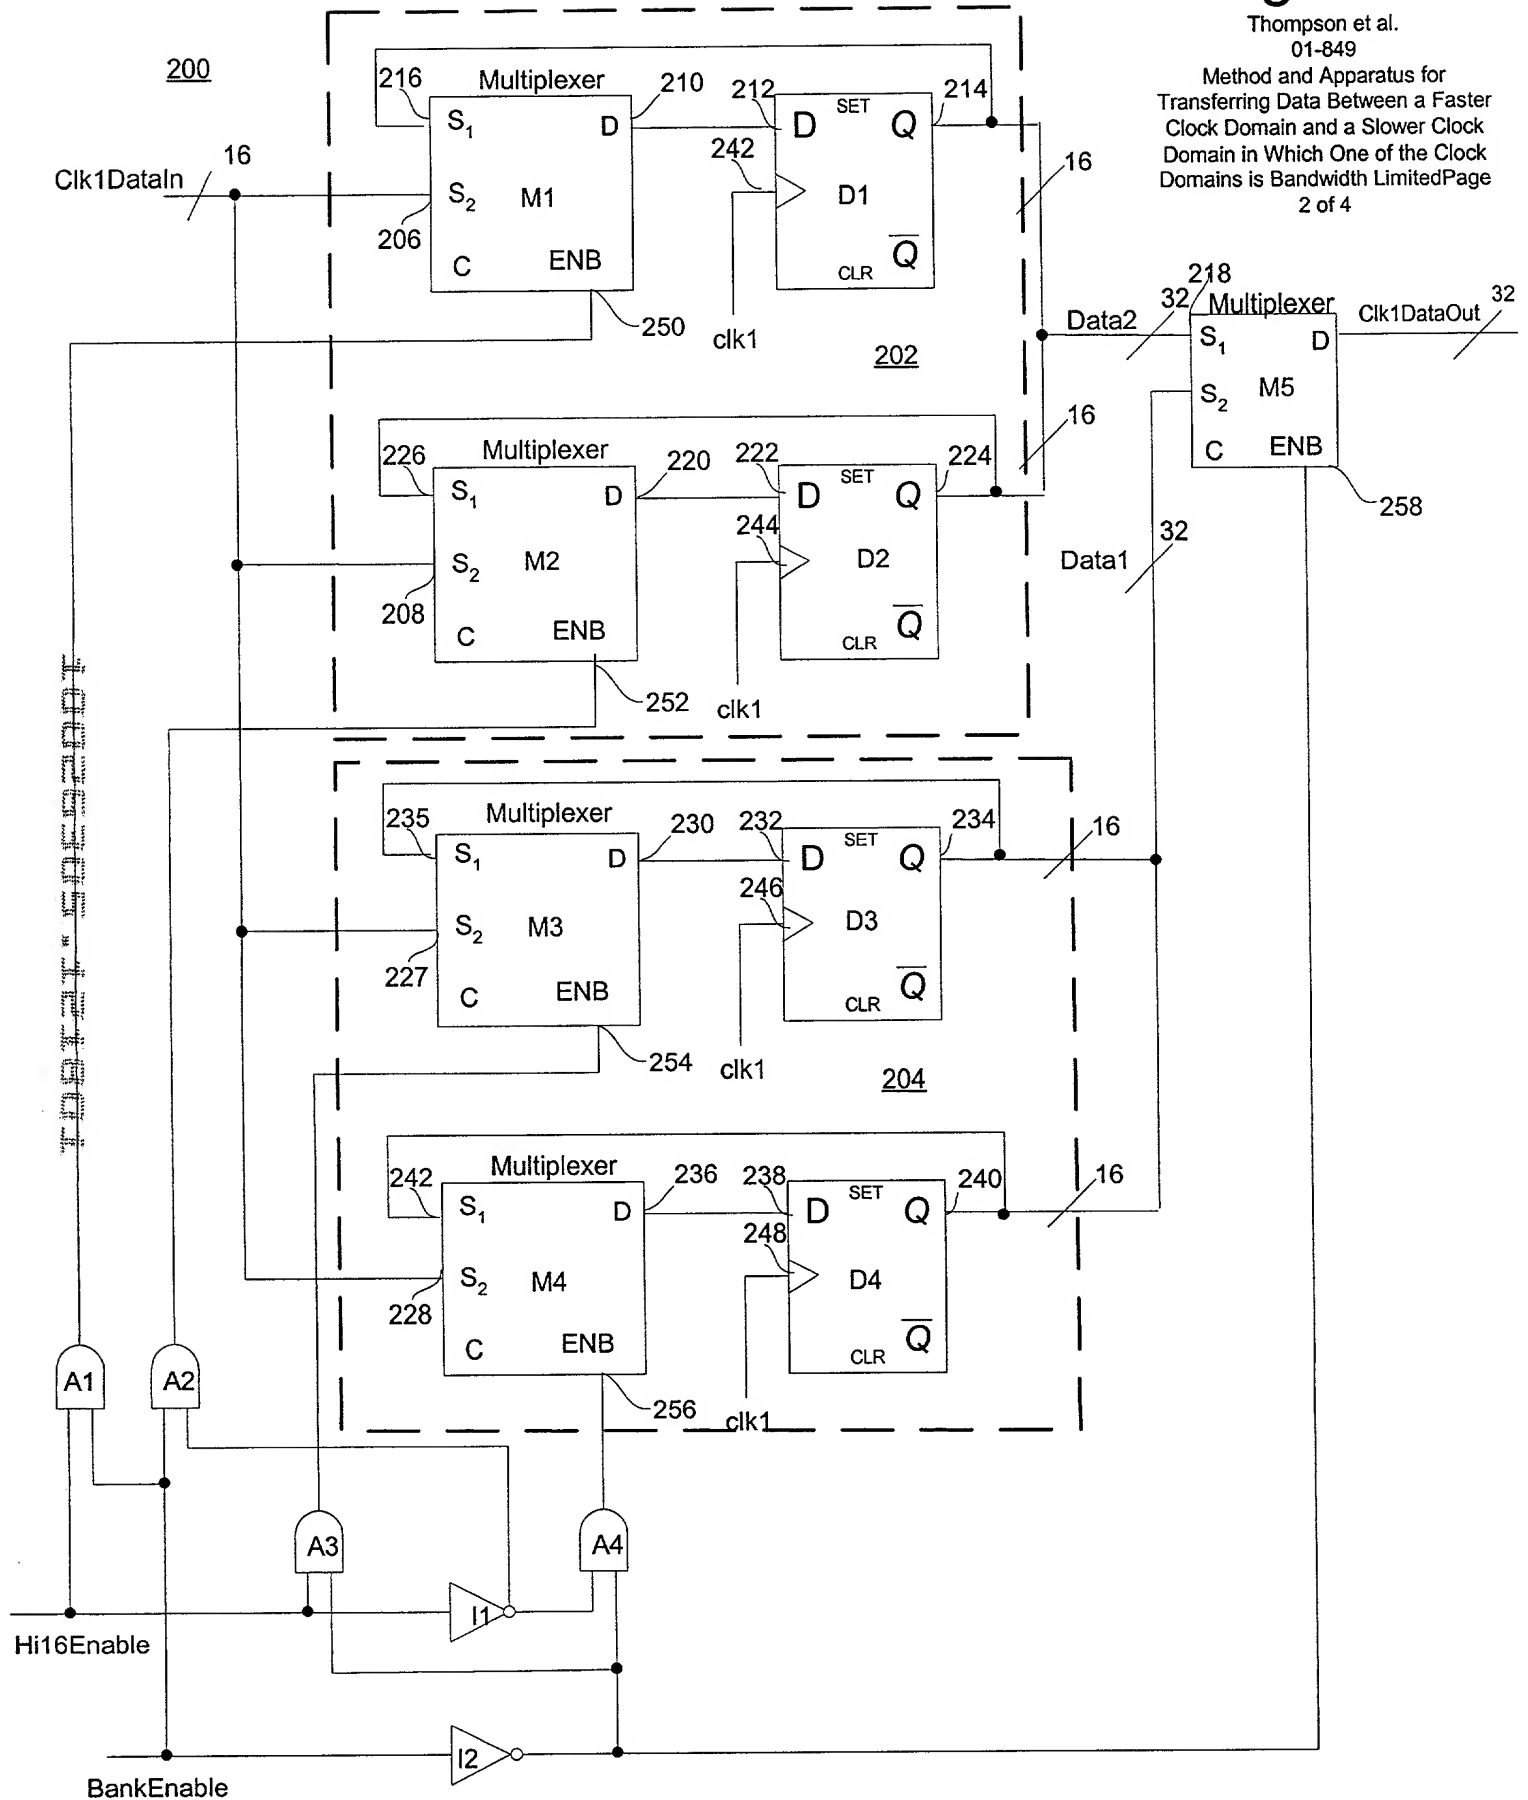 Thompson et al.
01-849
Method and Apparatus for
Transferring Data Between a Faster
Clock Domain and a Slower Clock
Domain in Which One of the Clock
Domains is Bandwidth LimitedPage
2 of 4
200
Clk1DataIn
16
216
Multiplexer
210
S1
D
S2
M1
206
C
ENB
250
212
SET
214
D
Q
242
D1
Q
CLR
clk1
16
202
218
Data2
32
Multiplexer
Clk1DataOut
32
S1
D
S2
M5
C
ENB
258
226
Multiplexer
220
S1
D
S2
M2
208
C
ENB
252
222
SET
224
D
Q
244
D2
Q
CLR
clk1
16
Data1
32
235
Multiplexer
230
S1
D
S2
M3
227
C
ENB
254
232
SET
234
D
Q
246
D3
Q
CLR
clk1
16
204
242
Multiplexer
236
S1
D
S2
M4
228
C
ENB
256
238
SET
240
D
Q
248
D4
Q
CLR
clk1
16
A1
A2
A3
A4
I1
Hi16Enable
I2
BankEnable